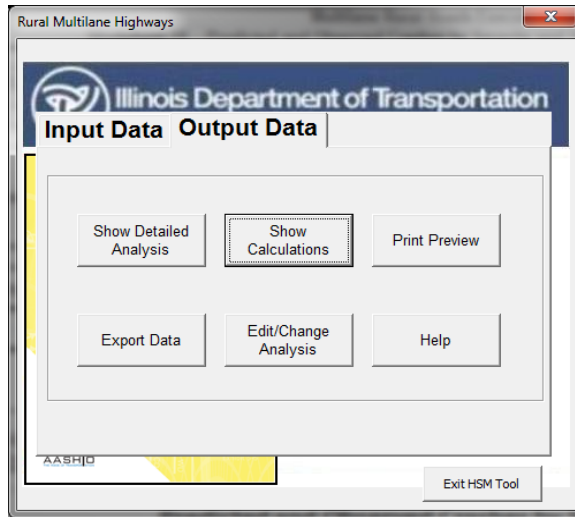 Rural Multilane Highways
x
Illinois Department of Transportation
Input Data Output Data
Show Detailed
Analysis
Show
Calculations
Print Preview
Export Data
Edit/Change
Analysis
Help
AASHO
Exit HSM Tool